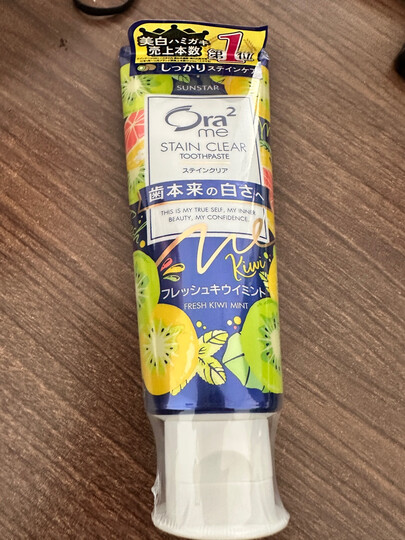 美白ハミガキ
売上本数
第1位
しっかりステインケア
SUNSTAR
Ora2
me
STAIN CLEAR
TOOTHPASTE
ステインクリア
歯本来の白さへ
THIS IS MY TRUE SELF, MY INNER
BEAUTY, MY CONFIDENCE.
me
Kiwi
フレッシュキウイミント
FRESH KIWI MINT